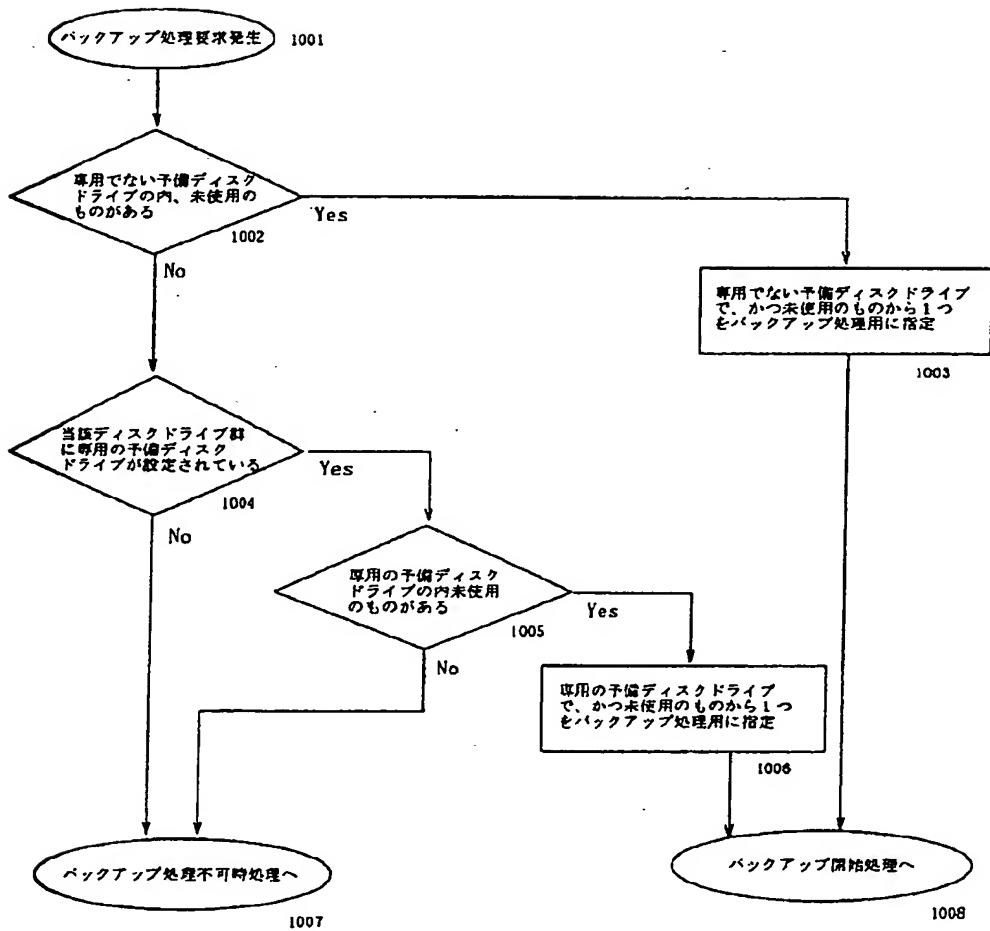 バックアップ処理要求発生
1001
専用でない予備ディスク
ドライブの内、未使用の
ものがある
1002
Yes
No
専用でない予備ディスクドライブ
で、かつ未使用のものから1つ
をバックアップ処理用に指定
1003
当該ディスクドライブ群
に専用の予備ディスク
ドライブが設定されている
1004
Yes
No
専用の予備ディスク
ドライブの内未使用
のものがある
1005
Yes
No
専用の予備ディスクドライブ
で、かつ未使用のものから1つ
をバックアップ処理用に指定
1006
バックアップ処理不可時処理へ
1007
バックアップ開始処理へ
1008